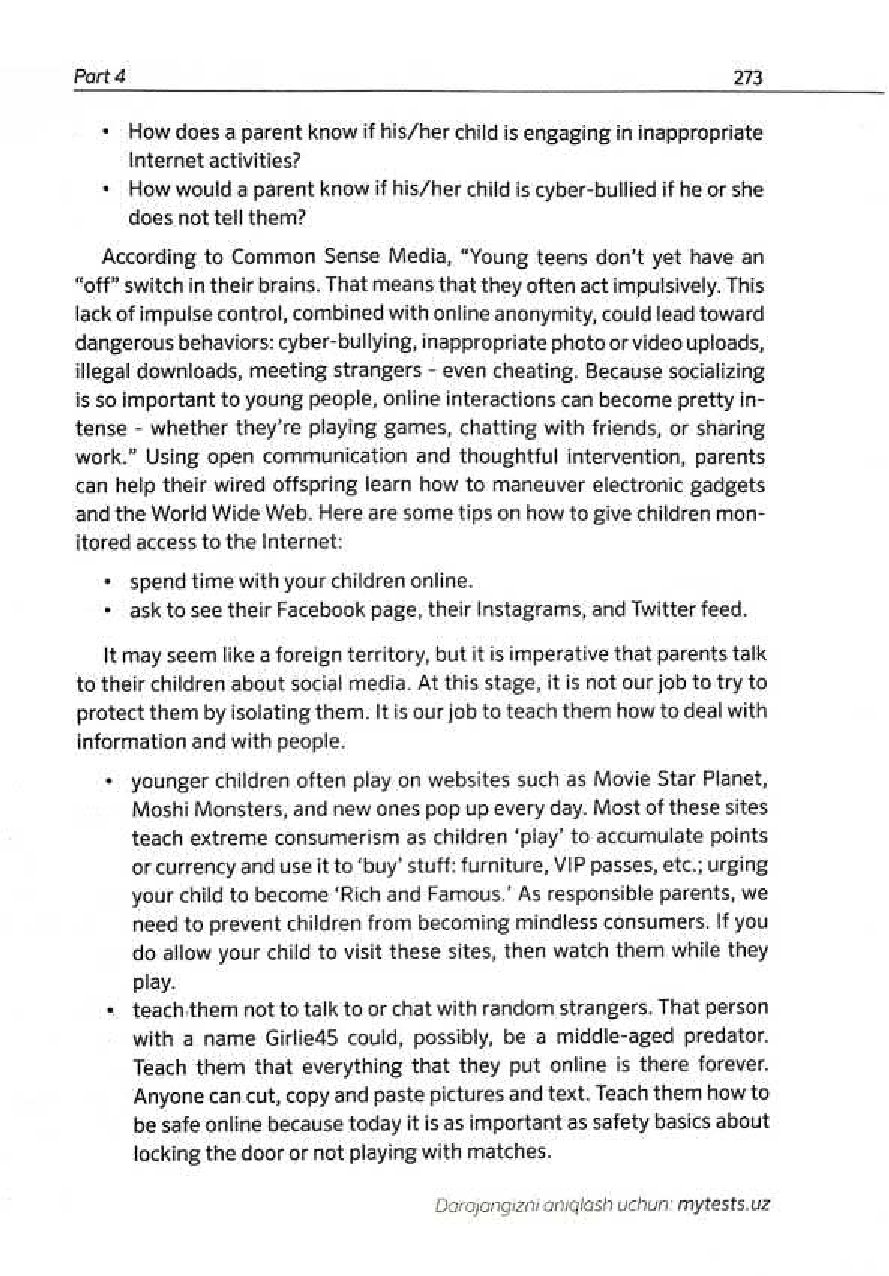 Part 4 273
• How does a parent know if his/her child is engaging in inappropriate
Internet activities?
• How would a parent know if his/her child is cyber-bullied if he or she
does not tell them?
According to Common Sense Media, "Young teens don't yet have an
"off" switch in their brains. That means that they often act impulsively. This
lack of impulse control, combined with online anonymity, could lead toward
dangerous behaviors: cyber-bullying, inappropriate photo or video uploads,
illegal downloads, meeting strangers - even cheating. Because socializing
is so important to young people, online interactions can become pretty in-
tense - whether they're playing games, chatting with friends, or sharing
work." Using open communication and thoughtful intervention, parents
can help their wired offspring learn how to maneuver electronic gadgets
and the World Wide Web. Here are some tips on how to give children mon-
itored access to the Internet:
• spend time with your children online.
• ask to see their Facebook page, their Instagrams, and Twitter feed.
It may seem like a foreign territory, but it is imperative that parents talk
to their children about social media. At this stage, it is not our job to try to
protect them by isolating them. It is our job to teach them how to deal with
information and with people.
• younger children often play on websites such as Movie Star Planet,
Moshi Monsters, and new ones pop up every day. Most of these sites
teach extreme consumerism as children 'play' to accumulate points
or currency and use it to 'buy' stuff: furniture, VIP passes, etc.; urging
your child to become 'Rich and Famous.' As responsible parents, we
need to prevent children from becoming mindless consumers. If you
do allow your child to visit these sites, then watch them while they
play.
• teach them not to talk to or chat with random strangers. That person
with a name Girlie45 could, possibly, be a middle-aged predator.
Teach them that everything that they put online is there forever.
Anyone can cut, copy and paste pictures and text. Teach them how to
be safe online because today it is as important as safety basics about
locking the door or not playing with matches.
Darajangizni aniqlash uchun: mytests.uz